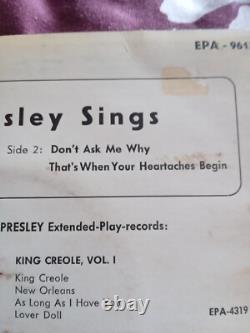 EPA - 961
sley Sings
Side 2: Don't Ask Me Why
That's When Your Heartaches Begin
PRESLEY Extended-Play-records:
KING CREOLE, VOL. I
King Creole
New Orleans
As Long As I Have
Lover Doll
EPA-4319